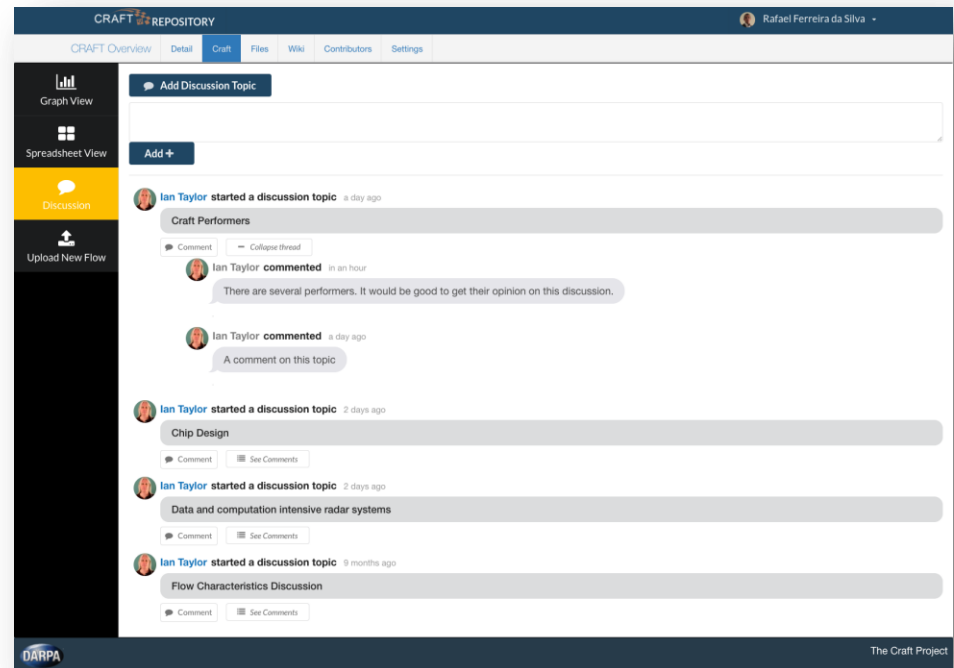 CRAFT REPOSITORY
Rafael Ferreira da Silva
CRAFT Overview Detail Craft Files Wiki Contributors Settings
Graph View
Spreadsheet View
Discussion
Upload New Flow
Add Discussion Topic
Add +
Ian Taylor started a discussion topic a day ago
Craft Performers
Comment − Collapse thread
Ian Taylor commented in an hour
There are several performers. It would be good to get their opinion on this discussion.
Ian Taylor commented a day ago
A comment on this topic
Ian Taylor started a discussion topic 2 days ago
Chip Design
Comment See Comments
Ian Taylor started a discussion topic 2 days ago
Data and computation intensive radar systems
Comment See Comments
Ian Taylor started a discussion topic 9 months ago
Flow Characteristics Discussion
Comment See Comments
DARPA
The Craft Project